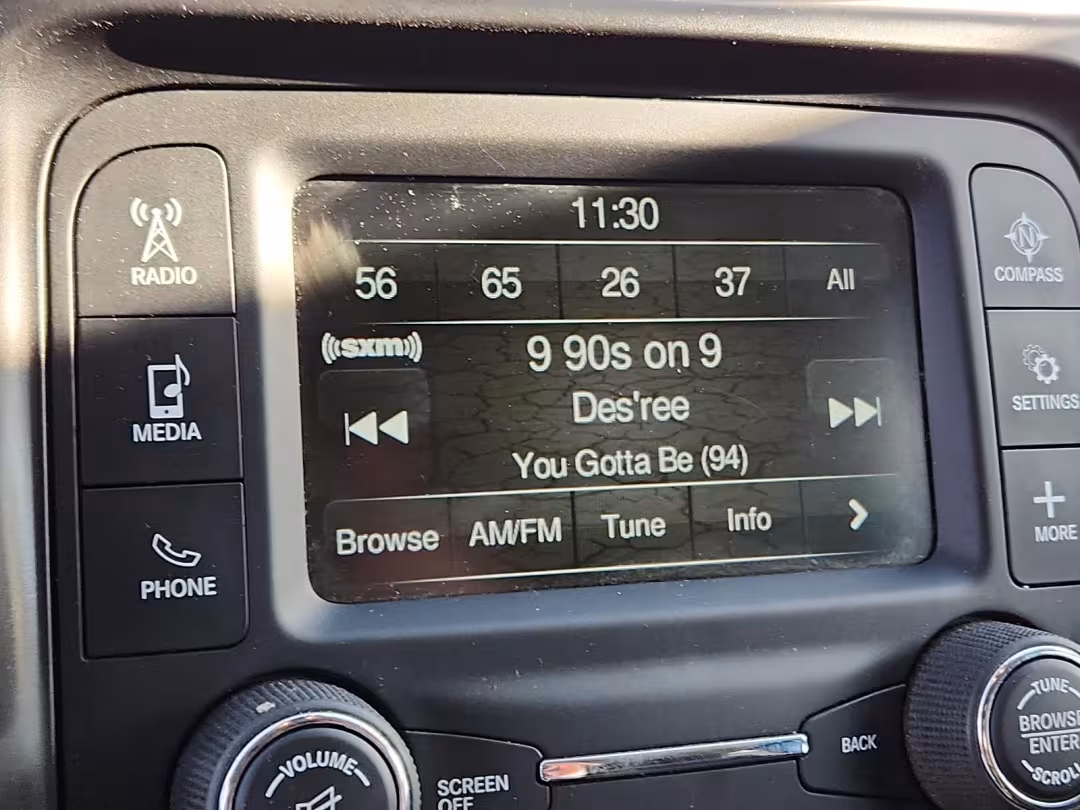 11:30
56 65 26 37 All
((sxm)) 9 90s on 9
Des'ree
You Gotta Be (94)
Browse AM/FM Tune Info
RADIO
MEDIA
PHONE
N
COMPASS
SETTINGS
MORE
VOLUME
SCREEN
OFF
BACK
TUNE
BROWSE
ENTER
SCROLL